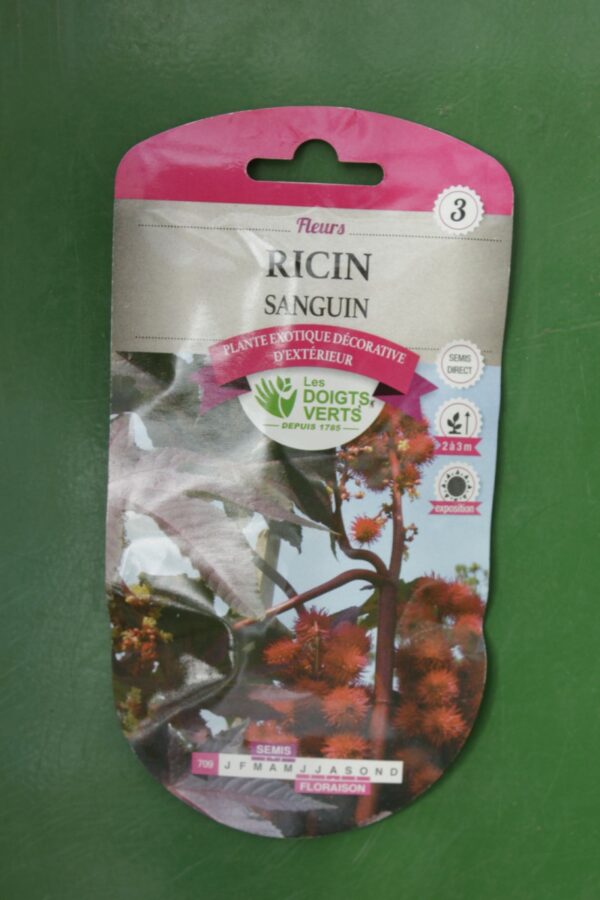 3
Fleurs
RICIN
SANGUIN
PLANTE EXOTIQUE DÉCORATIVE
D'EXTÉRIEUR
SEMIS
DIRECT
Les
DOIGTS
VERTS
DEPUIS 1785
2 à 3 m
exposition
SEMIS
709 J F M A M J J A S O N D
FLORAISON